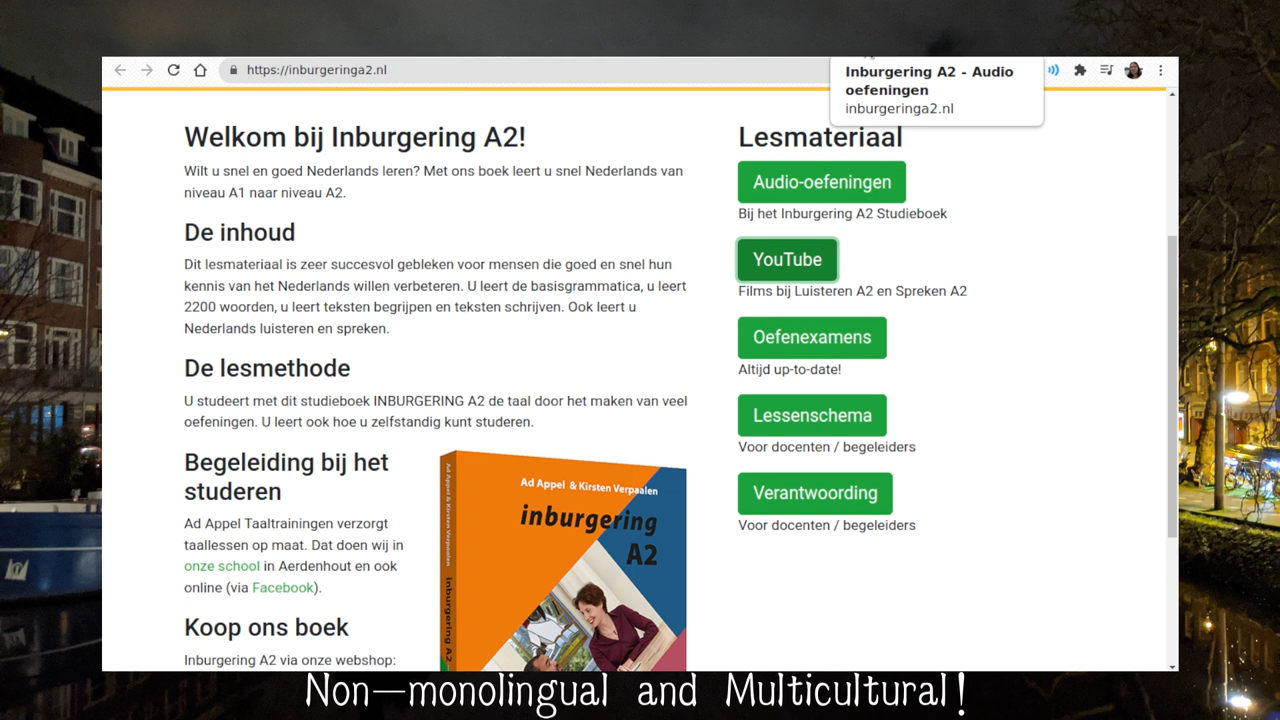 https://inburgeringa2.nl
Inburgering A2 - Audio
oefeningen
inburgeringa2.nl
Welkom bij Inburgering A2!
Wilt u snel en goed Nederlands leren? Met ons boek leert u snel Nederlands van
niveau A1 naar niveau A2.
De inhoud
Dit lesmateriaal is zeer succesvol gebleken voor mensen die goed en snel hun
kennis van het Nederlands willen verbeteren. U leert de basisgrammatica, u leert
2200 woorden, u leert teksten begrijpen en teksten schrijven. Ook leert u
Nederlands luisteren en spreken.
De lesmethode
U studeert met dit studieboek INBURGERING A2 de taal door het maken van veel
oefeningen. U leert ook hoe u zelfstandig kunt studeren.
Begeleiding bij het
studeren
Ad Appel Taaltrainingen verzorgt
taallessen op maat. Dat doen wij in
onze school in Aerdenhout en ook
online (via Facebook).
Koop ons boek
Inburgering A2 via onze webshop:
Ad Appel & Kirsten Verpaalen
inburgering A2
Ad Appel & Kirsten Verpaalen
inburgering
A2
Lesmateriaal
Audio-oefeningen
Bij het Inburgering A2 Studieboek
YouTube
Films bij Luisteren A2 en Spreken A2
Oefenexamens
Altijd up-to-date!
Lessenschema
Voor docenten / begeleiders
Verantwoording
Voor docenten / begeleiders
Non—monolingual and Multicultural!